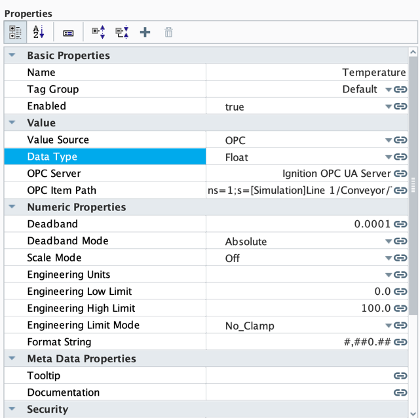 Properties
Basic Properties
Name Temperature
Tag Group Default
Enabled true
Value
Value Source OPC
Data Type Float
OPC Server Ignition OPC UA Server
OPC Item Path ns=1;s=[Simulation]Line 1/Conveyor/
Numeric Properties
Deadband 0.0001
Deadband Mode Absolute
Scale Mode Off
Engineering Units
Engineering Low Limit 0.0
Engineering High Limit 100.0
Engineering Limit Mode No_Clamp
Format String #,##0.##
Meta Data Properties
Tooltip
Documentation
Security